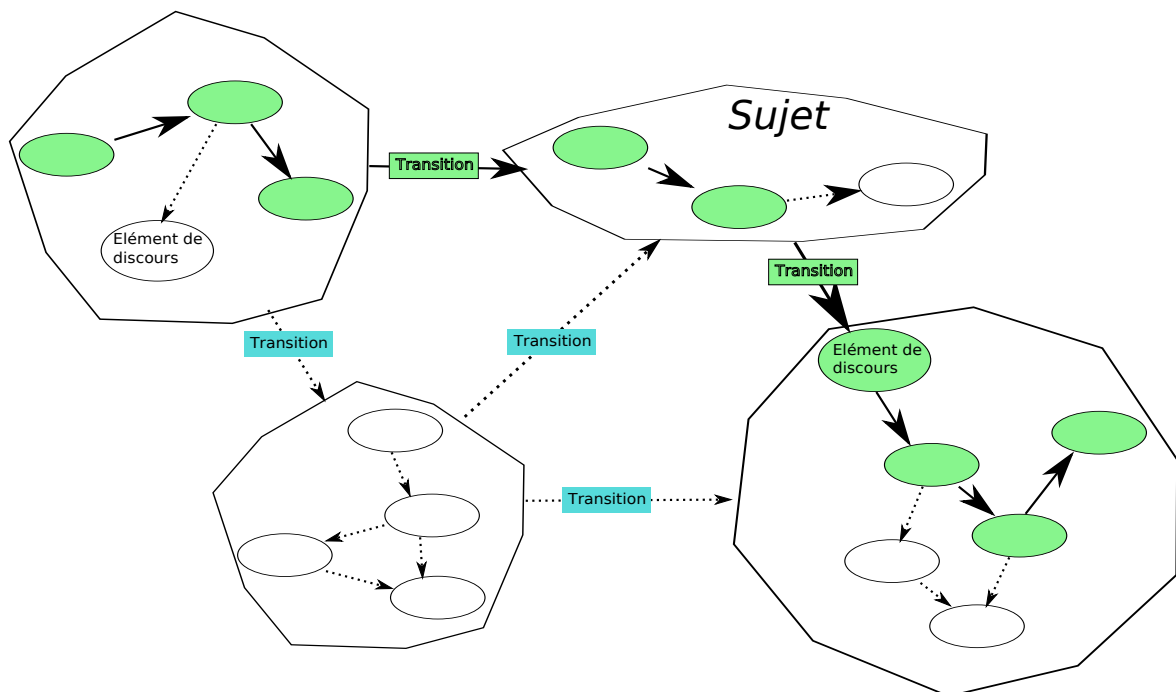 Sujet
Transition
Elément de
discours
Transition
Transition
Transition
Elément de
discours
Transition